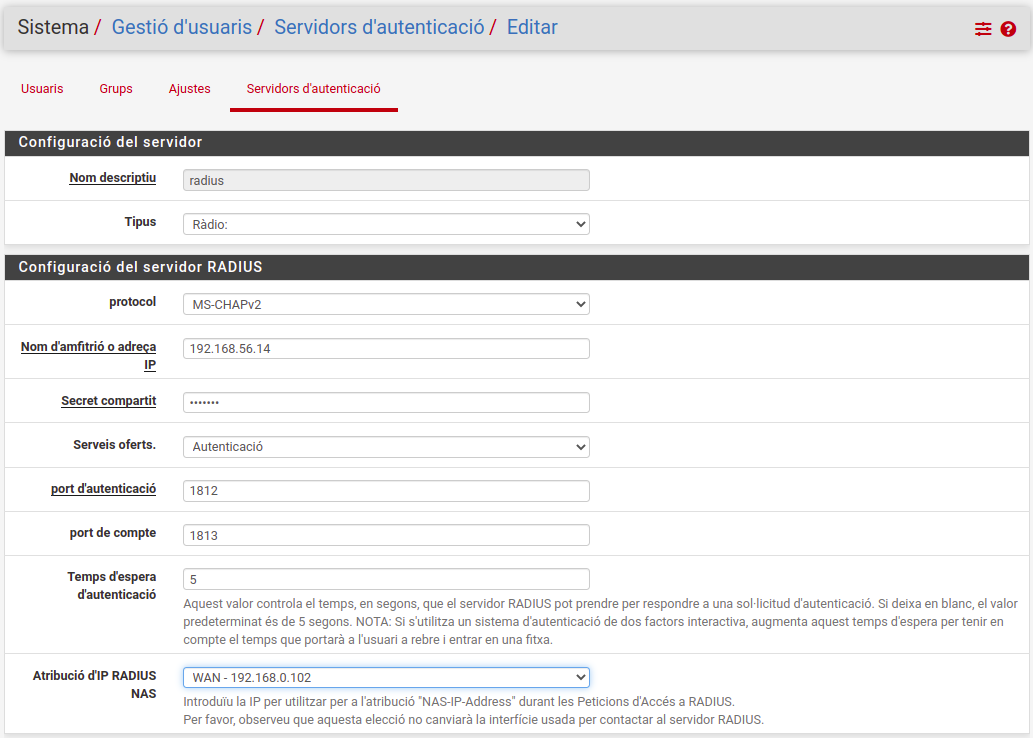 Sistema / Gestió d'usuaris / Servidors d'autenticació / Editar
Usuaris Grups Ajustes Servidors d'autenticació
Configuració del servidor
Nom descriptiu radius
Tipus Ràdio:
Configuració del servidor RADIUS
protocol MS-CHAPv2
Nom d'amfitrió o adreça 192.168.56.14
IP
Secret compartit •••••••
Serveis oferts. Autenticació
port d'autenticació 1812
port de compte 1813
Temps d'espera 5
d'autenticació
Aquest valor controla el temps, en segons, que el servidor RADIUS pot prendre per respondre a una sol·licitud d'autenticació. Si deixa en blanc, el valor
predeterminat és de 5 segons. NOTA: Si s'utilitza un sistema d'autenticació de dos factors interactiva, augmenta aquest temps d'espera per tenir en
compte el temps que portarà a l'usuari a rebre i entrar en una fitxa.
Atribució d'IP RADIUS WAN - 192.168.0.102
NAS
Introduïu la IP per utilitzar per a l'atribució "NAS-IP-Address" durant les Peticions d'Accés a RADIUS.
Per favor, observeu que aquesta elecció no canviarà la interfície usada per contactar al servidor RADIUS.